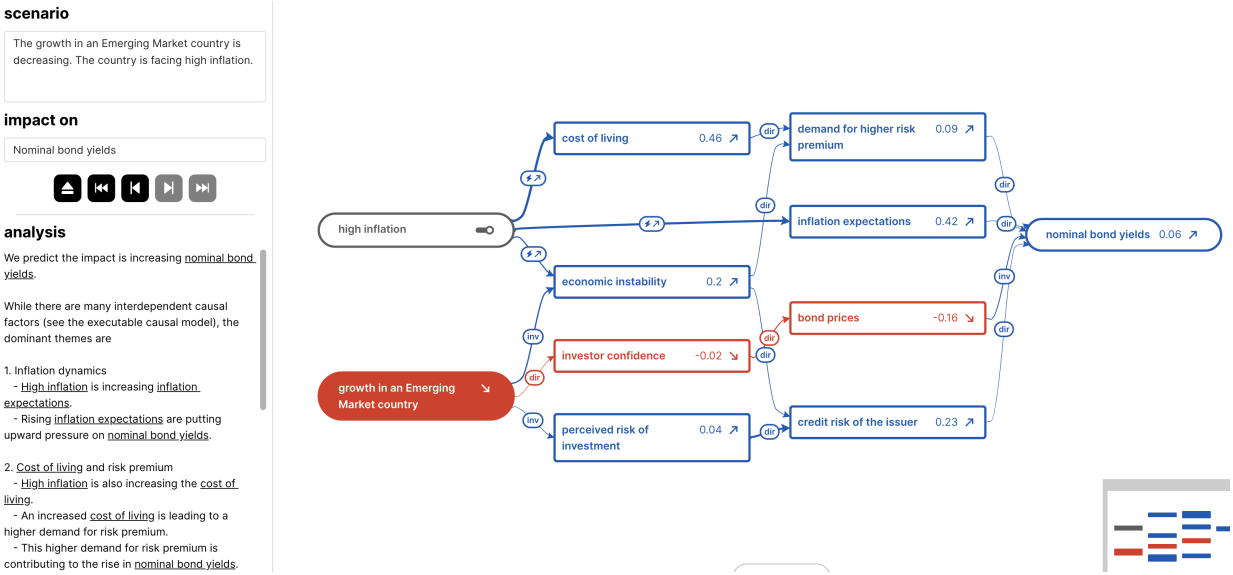 scenario
The growth in an Emerging Market country is
decreasing. The country is facing high inflation.
impact on
Nominal bond yields
analysis
We predict the impact is increasing nominal bond
yields.
While there are many interdependent causal
factors (see the executable causal model), the
dominant themes are
1. Inflation dynamics
- High inflation is increasing inflation
expectations.
- Rising inflation expectations are putting
upward pressure on nominal bond yields.
2. Cost of living and risk premium
- High inflation is also increasing the cost of
living.
- An increased cost of living is leading to a
higher demand for risk premium.
- This higher demand for risk premium is
contributing to the rise in nominal bond yields.
high inflation
growth in an Emerging
Market country
inv
dir
inv
cost of living 0.46
economic instability 0.2
investor confidence -0.02
perceived risk of
investment
0.04
dir
dir
dir
dir
dir
demand for higher risk
premium
0.09
inflation expectations 0.42
bond prices -0.16
credit risk of the issuer 0.23
dir
dir
inv
dir
nominal bond yields 0.06